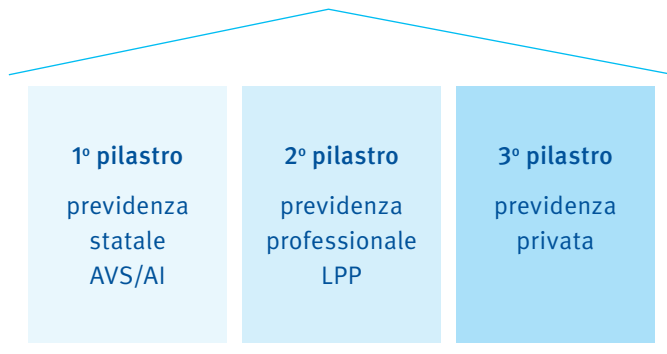 1º pilastro
previdenza
statale
AVS/AI
2º pilastro
previdenza
professionale
LPP
3º pilastro
previdenza
privata